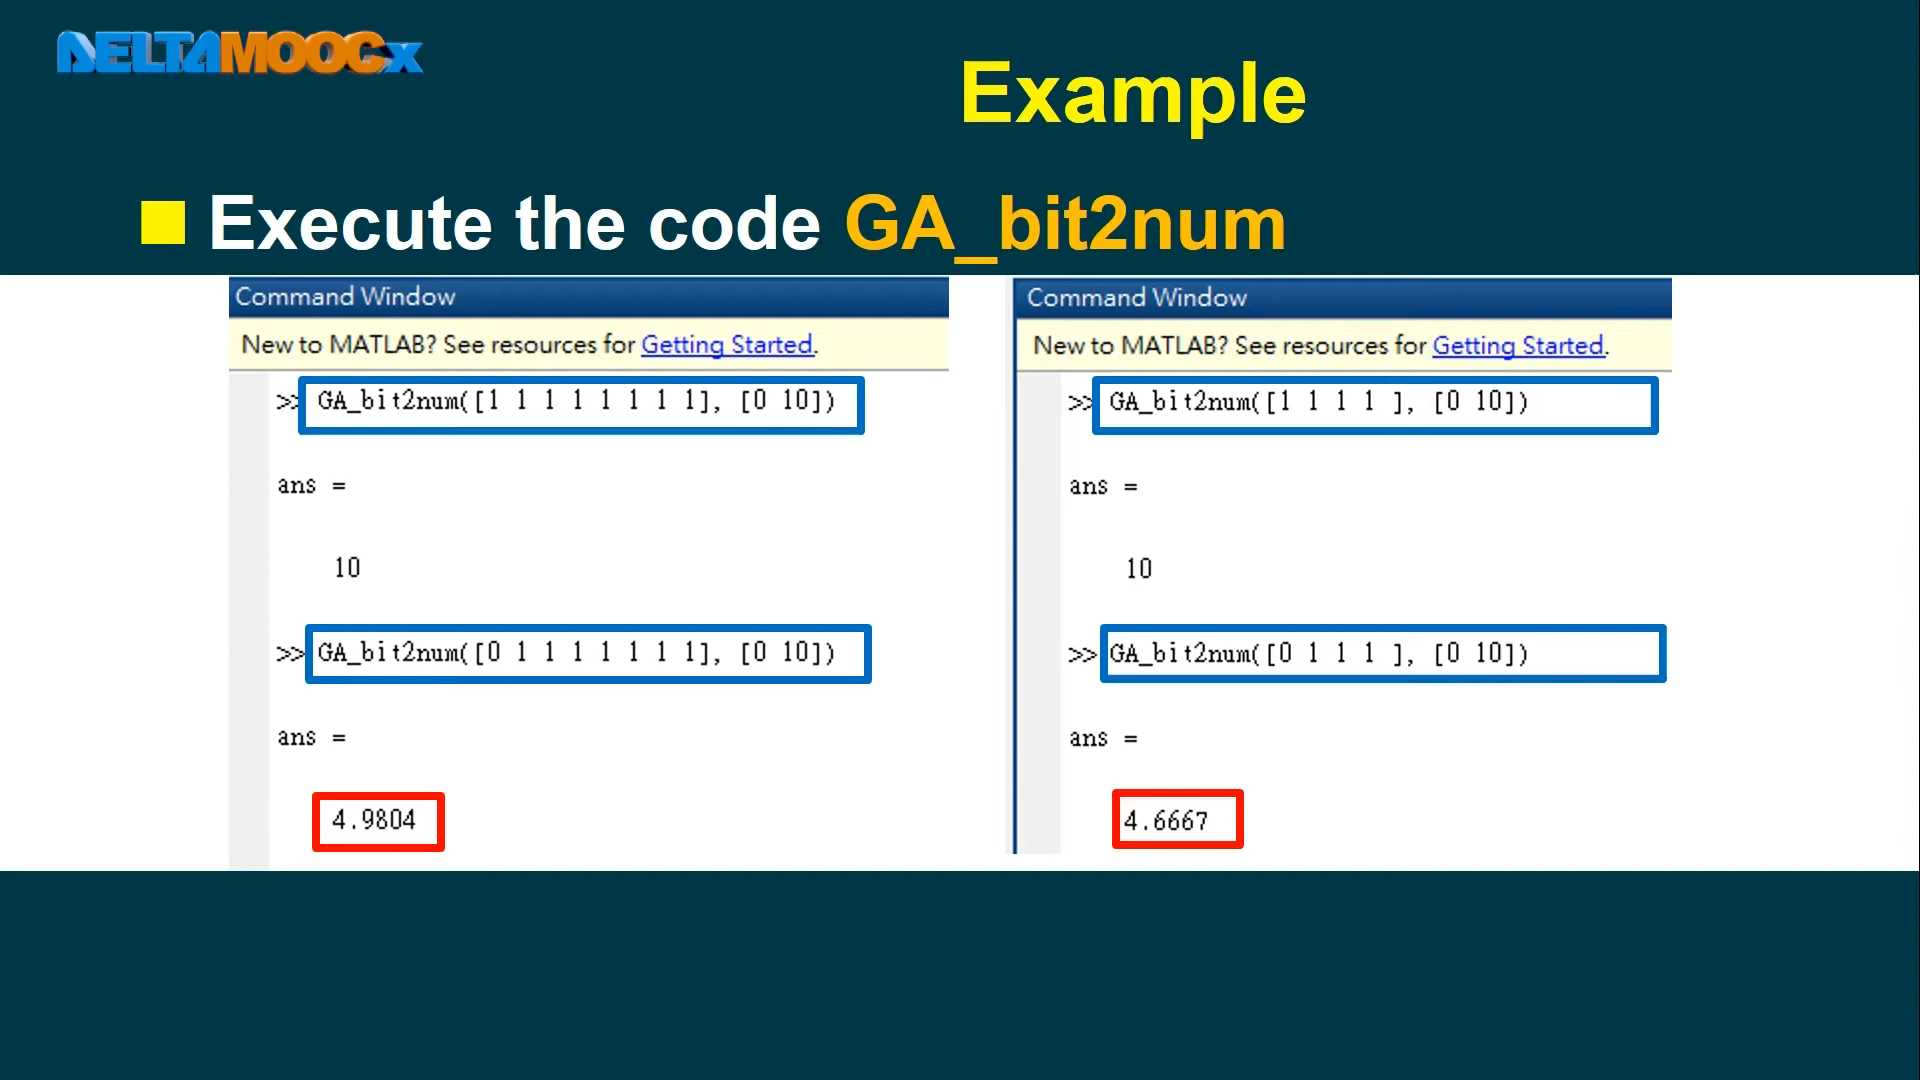 DELTAMOOCx
Example
Execute the code GA_bit2num
Command Window
New to MATLAB? See resources for Getting Started.
>> GA_bit2num([1 1 1 1 1 1 1 1], [0 10])
ans =
10
>> GA_bit2num([0 1 1 1 1 1 1 1], [0 10])
ans =
4.9804
Command Window
New to MATLAB? See resources for Getting Started.
>> GA_bit2num([1 1 1 1 ], [0 10])
ans =
10
>> GA_bit2num([0 1 1 1 ], [0 10])
ans =
4.6667